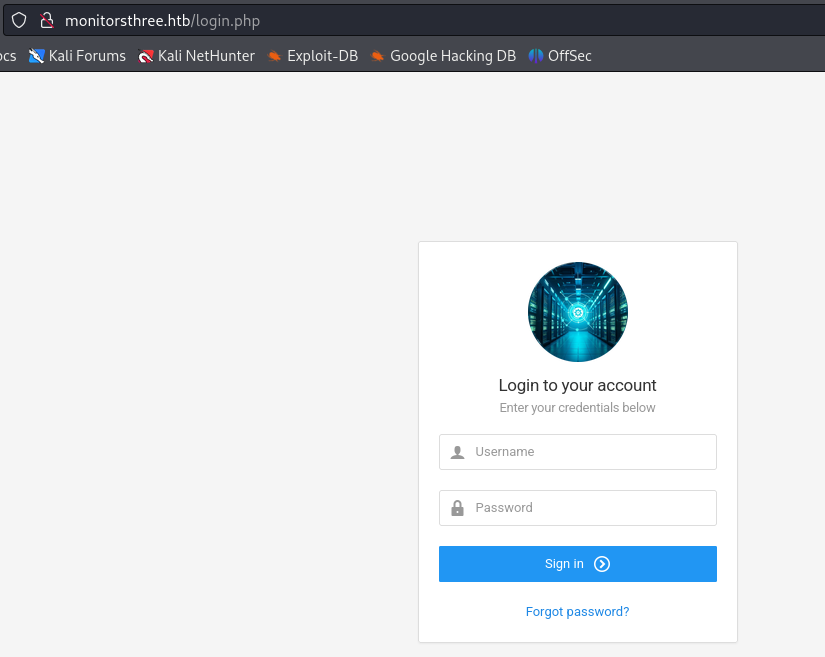 monitorsthree.htb/login.php
ocs Kali Forums Kali NetHunter Exploit-DB Google Hacking DB OffSec
Login to your account
Enter your credentials below
Username
Password
Sign in
Forgot password?